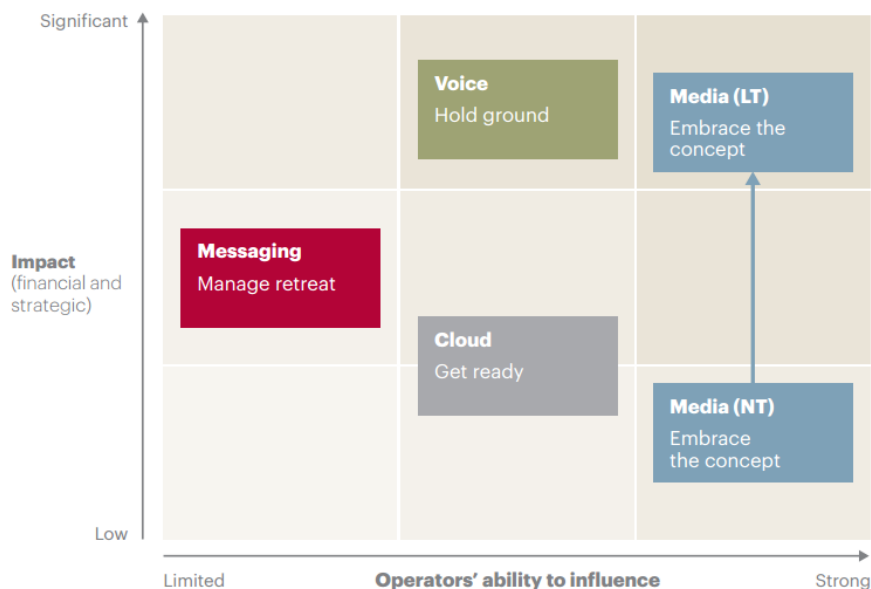 Significant
Voice
Hold ground
Media (LT)
Embrace the
concept
Messaging
Manage retreat
Impact
(financial and
strategic)
Cloud
Get ready
Media (NT)
Embrace
the concept
Low
Limited
Operators’ ability to influence
Strong